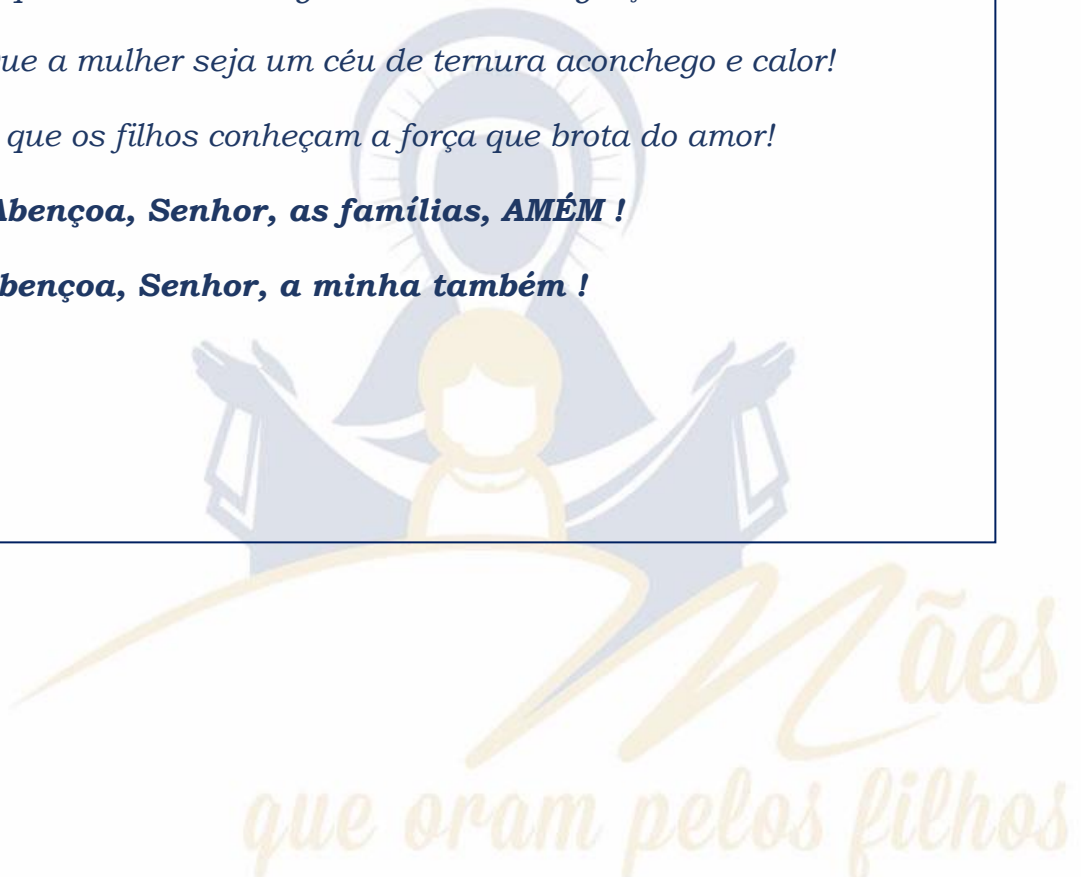 ue a mulher seja um céu de ternura aconchego e calor!
que os filhos conheçam a força que brota do amor!
Abençoa, Senhor, as famílias, AMÉM !
bençoa, Senhor, a minha também !
Mães
que oram pelos filhos